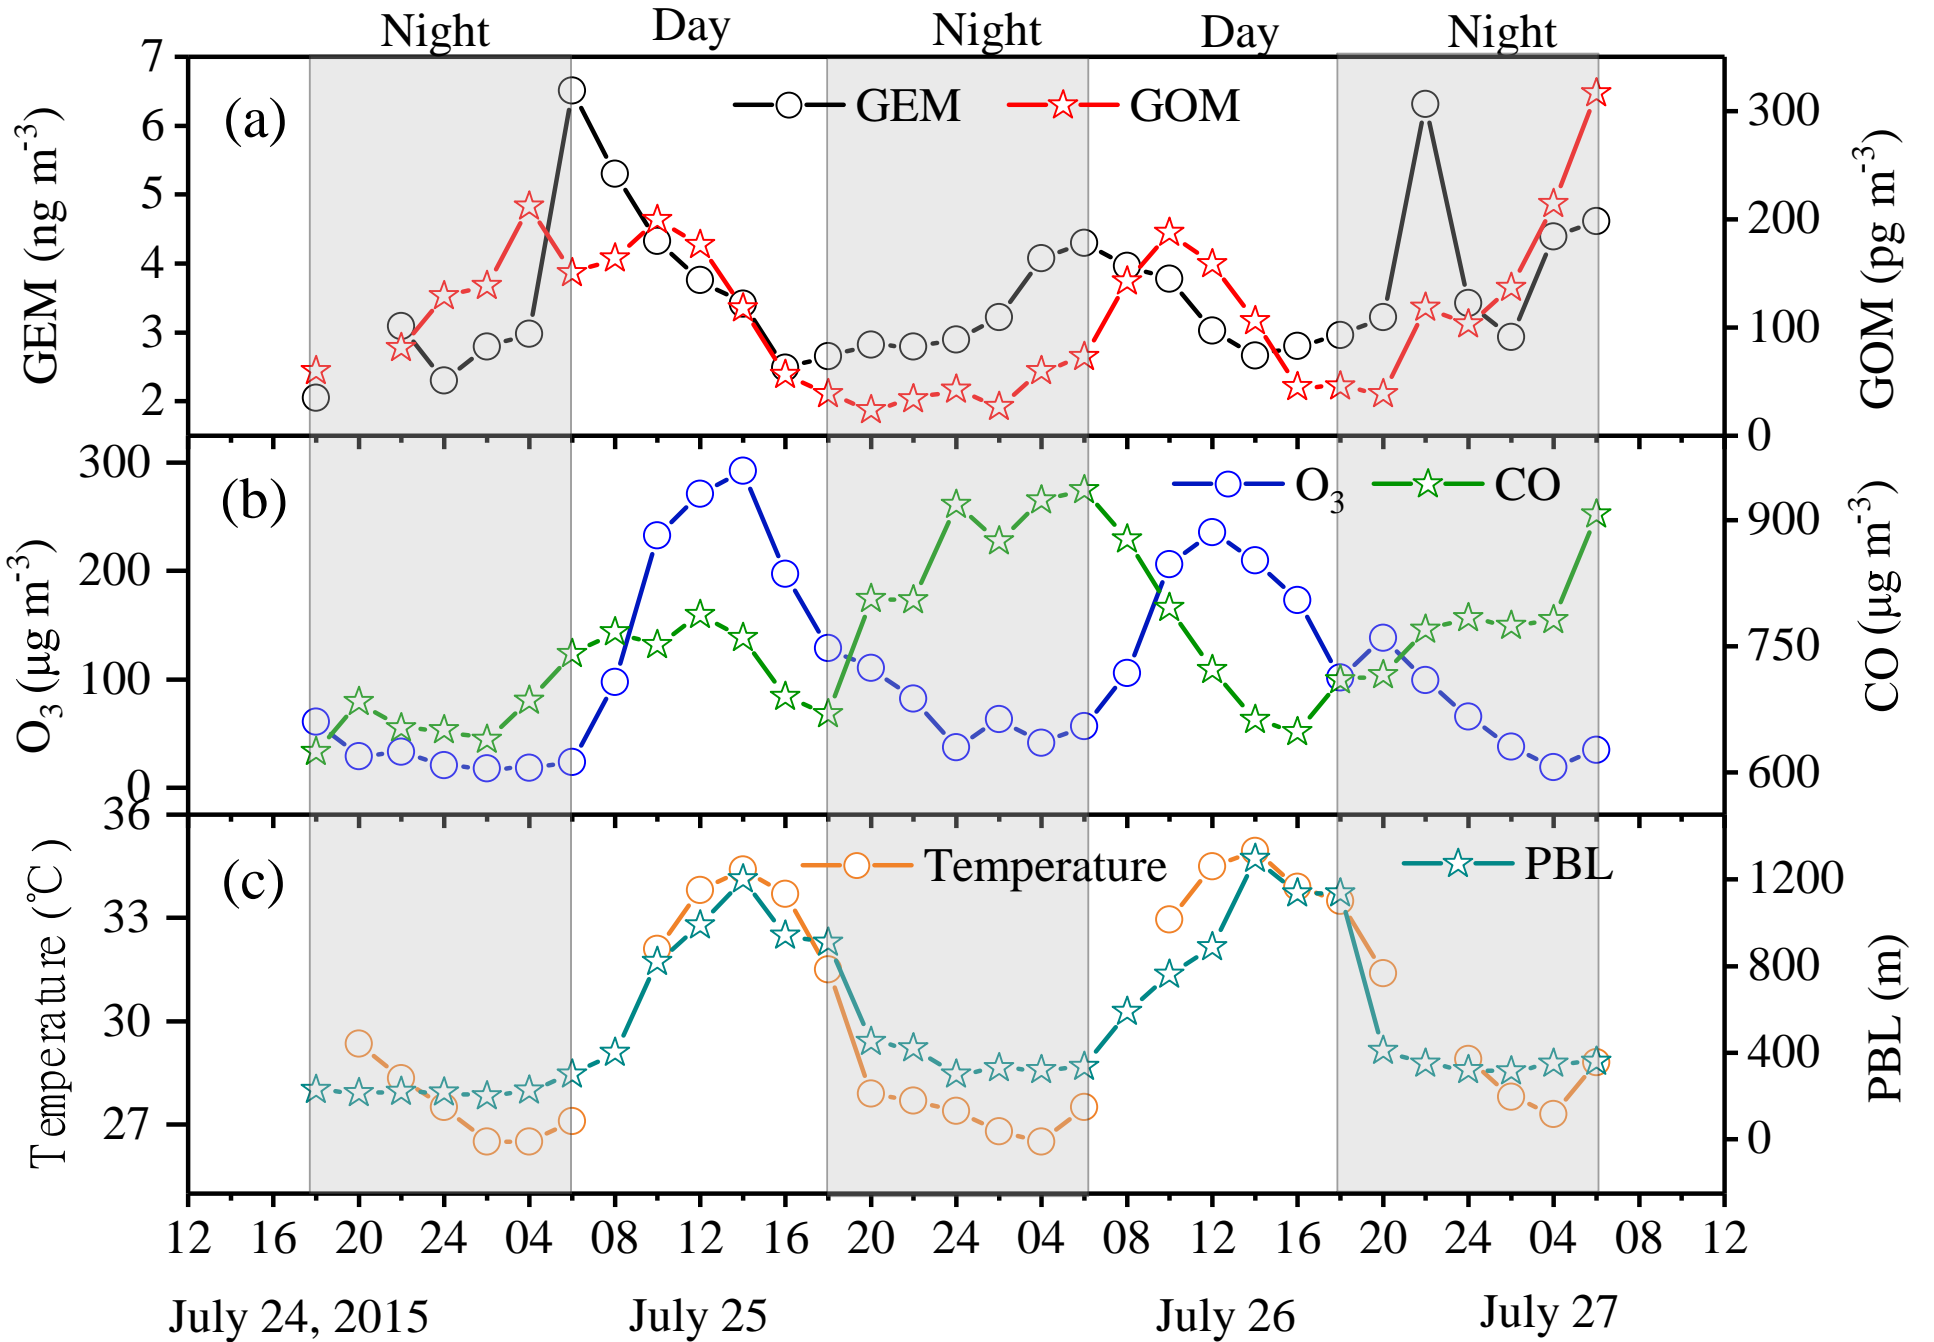 Night Day Night Day Night
7
6
5
4
3
2
GEM (ng m-3)
(a)
GEM GOM
300
200
100
0
GOM (pg m-3)
300
200
100
0
O3 (μg m-3)
(b)
O3 CO
900
750
600
CO (μg m-3)
36
33
30
27
Temperature (℃)
(c)
Temperature PBL
1200
800
400
0
PBL (m)
12 16 20 24 04 08 12 16 20 24 04 08 12 16 20 24 04 08 12
July 24, 2015 July 25 July 26 July 27